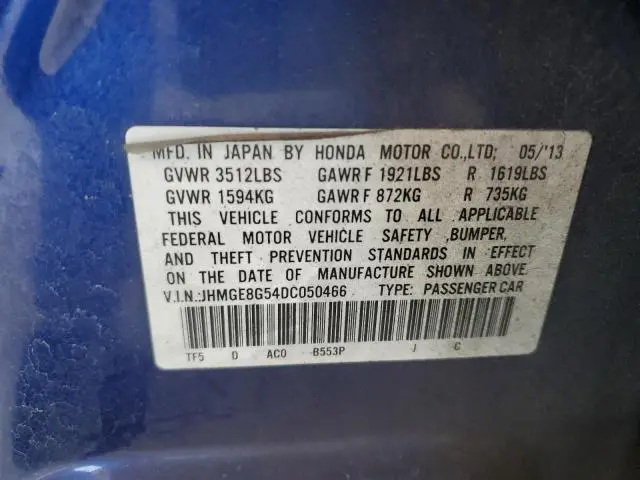 MFD. IN JAPAN BY HONDA MOTOR CO.,LTD; 05/'13
GVWR 3512LBS GAWR F 1921LBS R 1619LBS
GVWR 1594KG GAWR F 872KG R 735KG
THIS VEHICLE CONFORMS TO ALL APPLICABLE
FEDERAL MOTOR VEHICLE SAFETY ,BUMPER,
AND THEFT PREVENTION STANDARDS IN EFFECT
ON THE DATE OF MANUFACTURE SHOWN ABOVE.
V.I.N.:JHMGE8G54DC050466 TYPE: PASSENGER CAR
TF5 D AC0 B553P J C